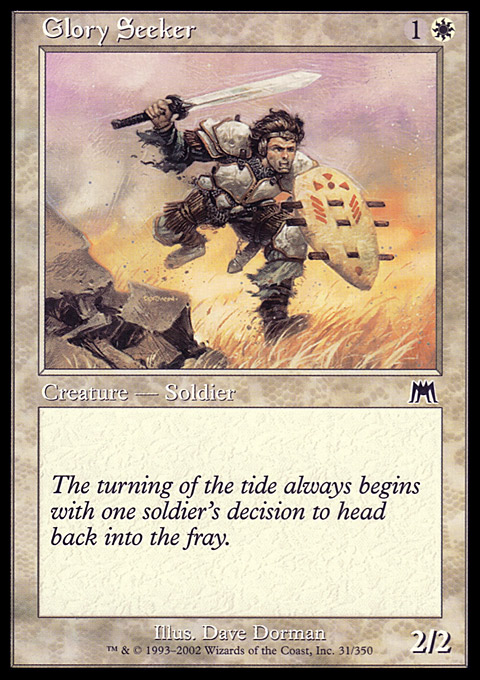 Glory Seeker 1
Creature — Soldier
The turning of the tide always begins
with one soldier's decision to head
back into the fray.
Illus. Dave Dorman
™ & © 1993–2002 Wizards of the Coast, Inc. 31/350
2/2